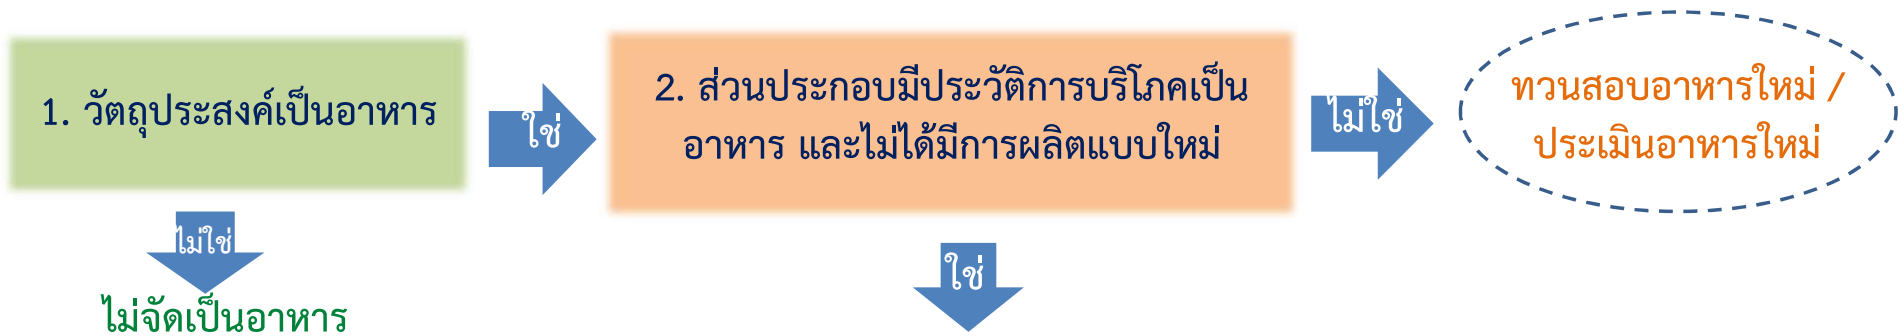 1. วัตถุประสงค์เป็นอาหาร
ใช่
2. ส่วนประกอบมีประวัติการบริโภคเป็น
อาหาร และไม่ได้มีการผลิตแบบใหม่
ไม่ใช่
ทวนสอบอาหารใหม่ /
ประเมินอาหารใหม่
ไม่ใช่
ไม่จัดเป็นอาหาร
ใช่